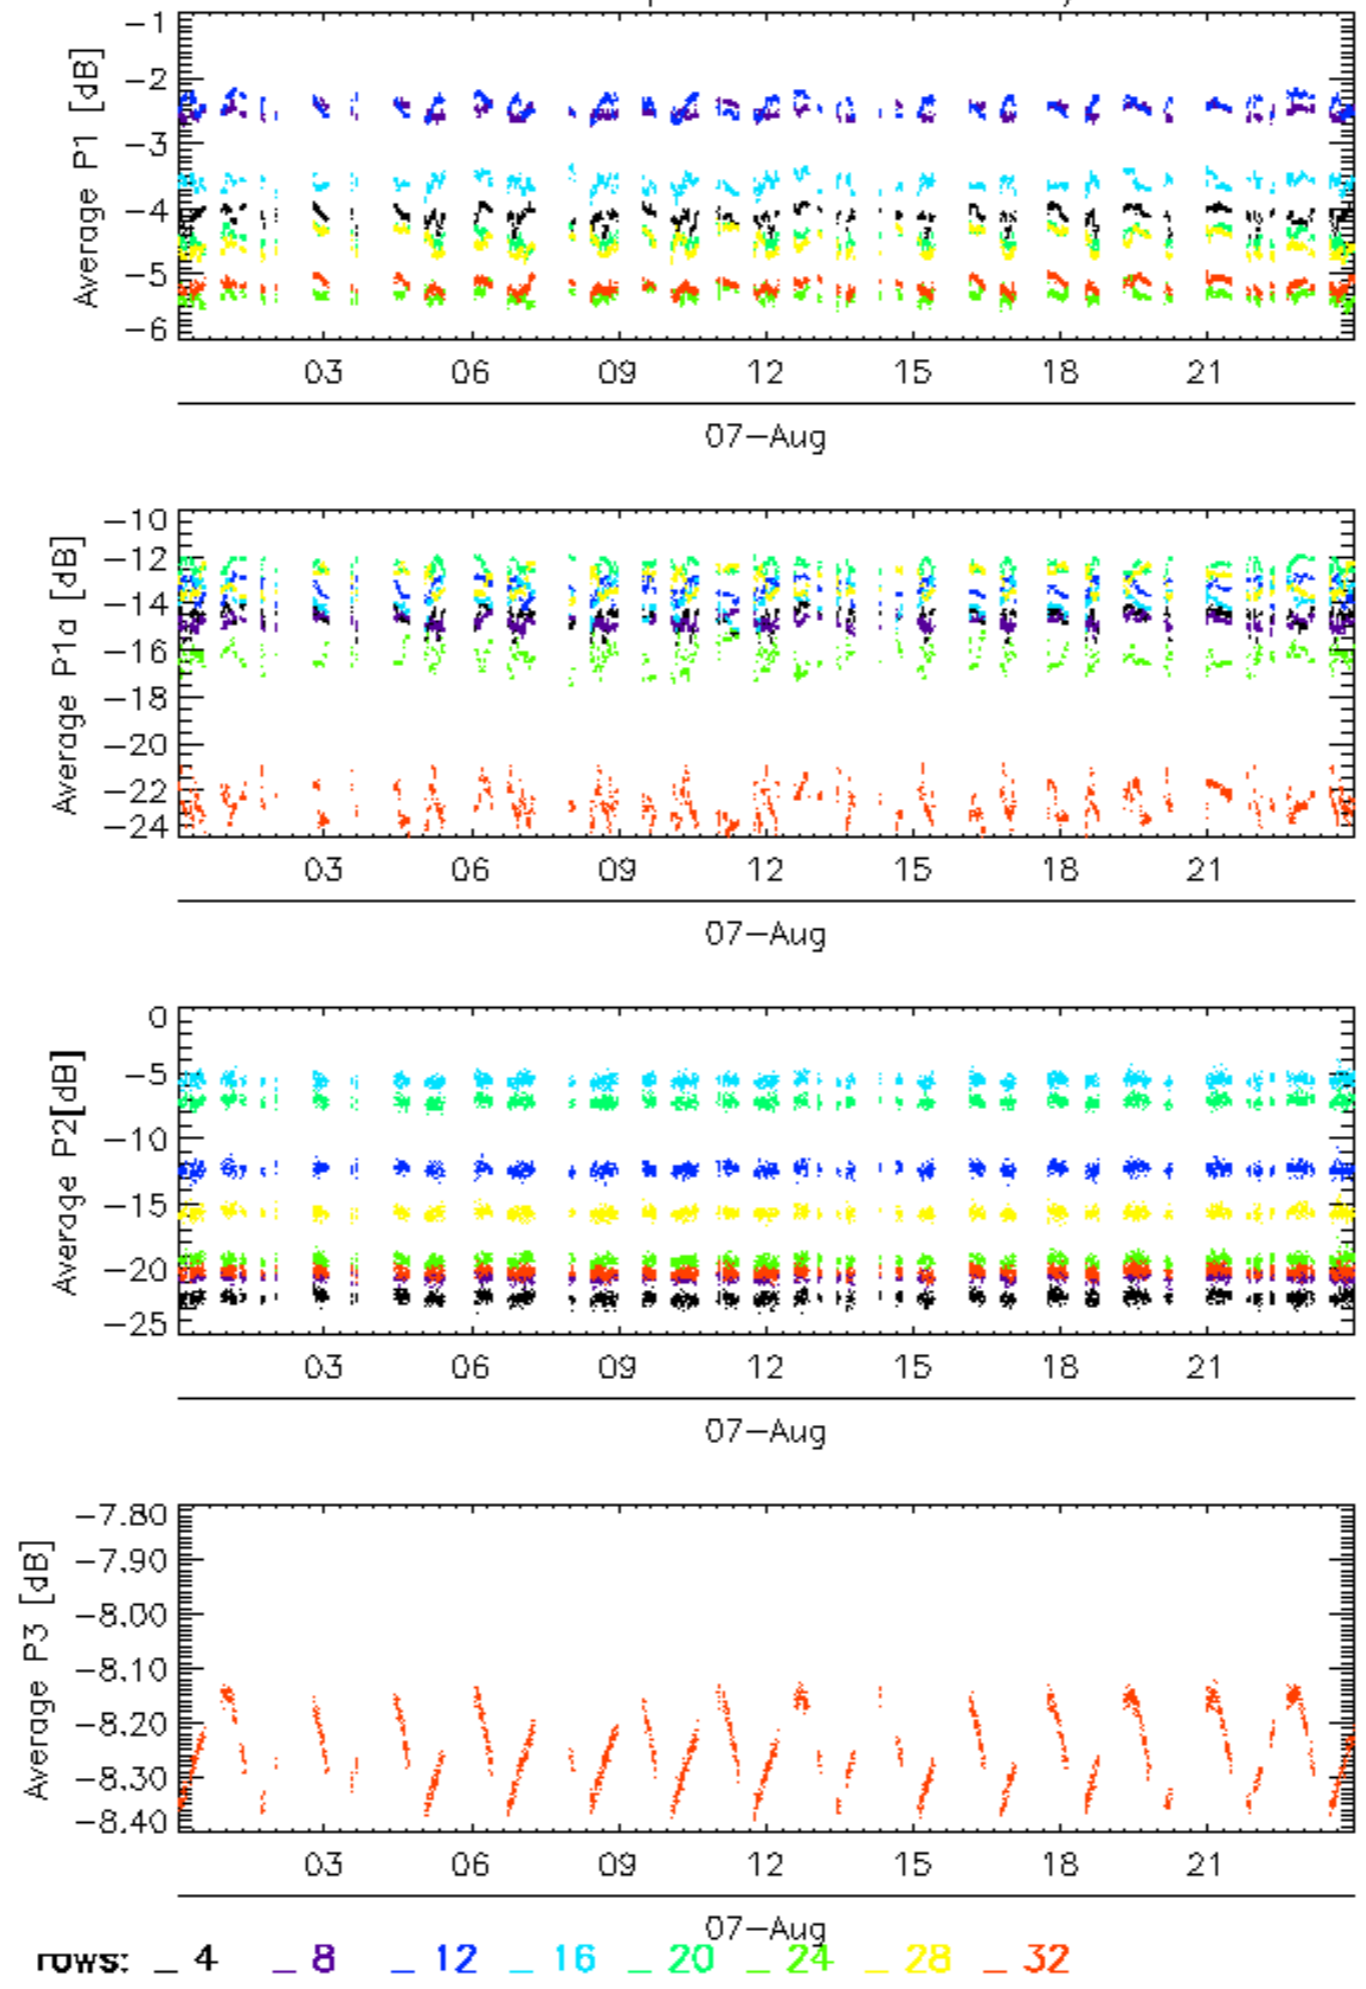 Average P1 [dB]
-1
-2
-3
-4
-5
-6
03 06 09 12 15 18 21
07-Aug
Average P1a [dB]
-10
-12
-14
-16
-18
-20
-22
-24
03 06 09 12 15 18 21
07-Aug
Average P2[dB]
0
-5
-10
-15
-20
-25
03 06 09 12 15 18 21
07-Aug
Average P3 [dB]
-7.80
-7.90
-8.00
-8.10
-8.20
-8.30
-8.40
03 06 09 12 15 18 21
07-Aug
rows: _ 4 _ 8 _ 12 _ 16 _ 20 _ 24 _ 28 _ 32